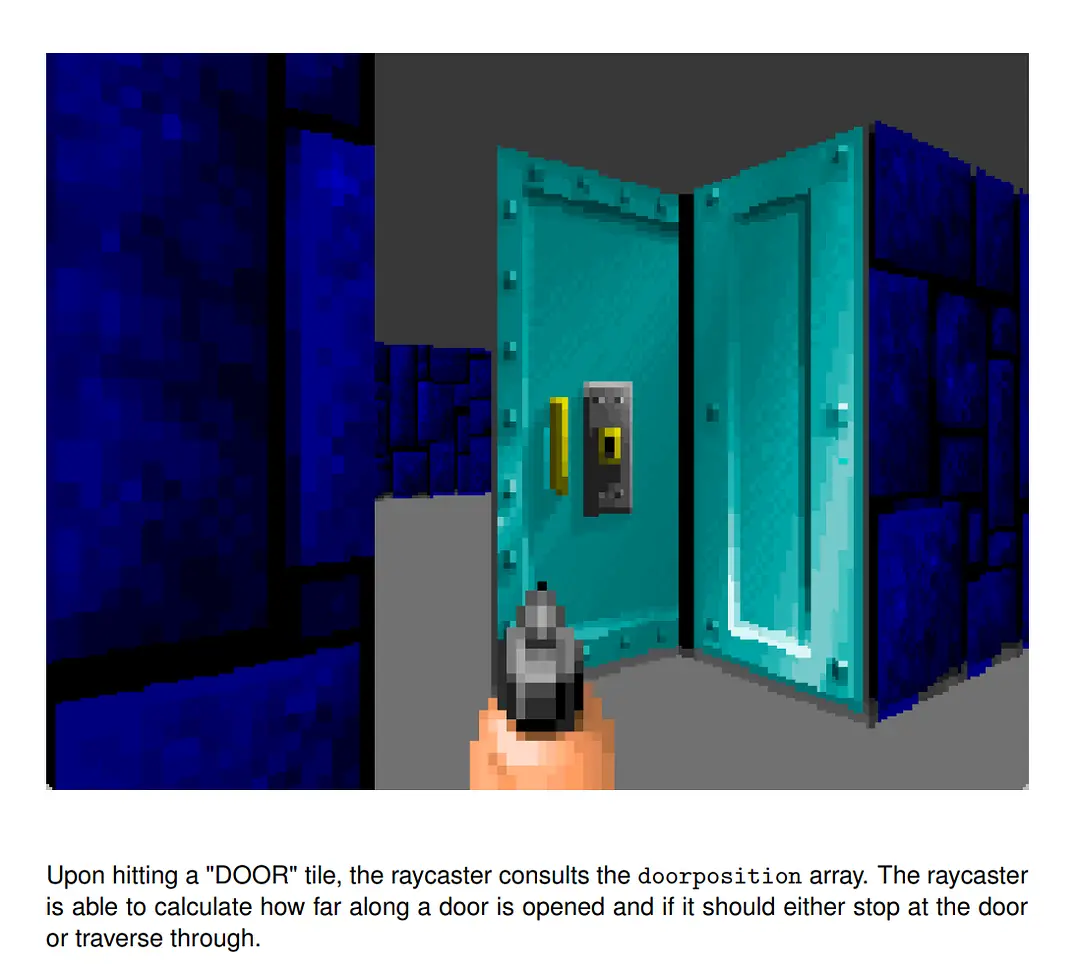 Upon hitting a "DOOR" tile, the raycaster consults the doorposition array. The raycaster
is able to calculate how far along a door is opened and if it should either stop at the door
or traverse through.